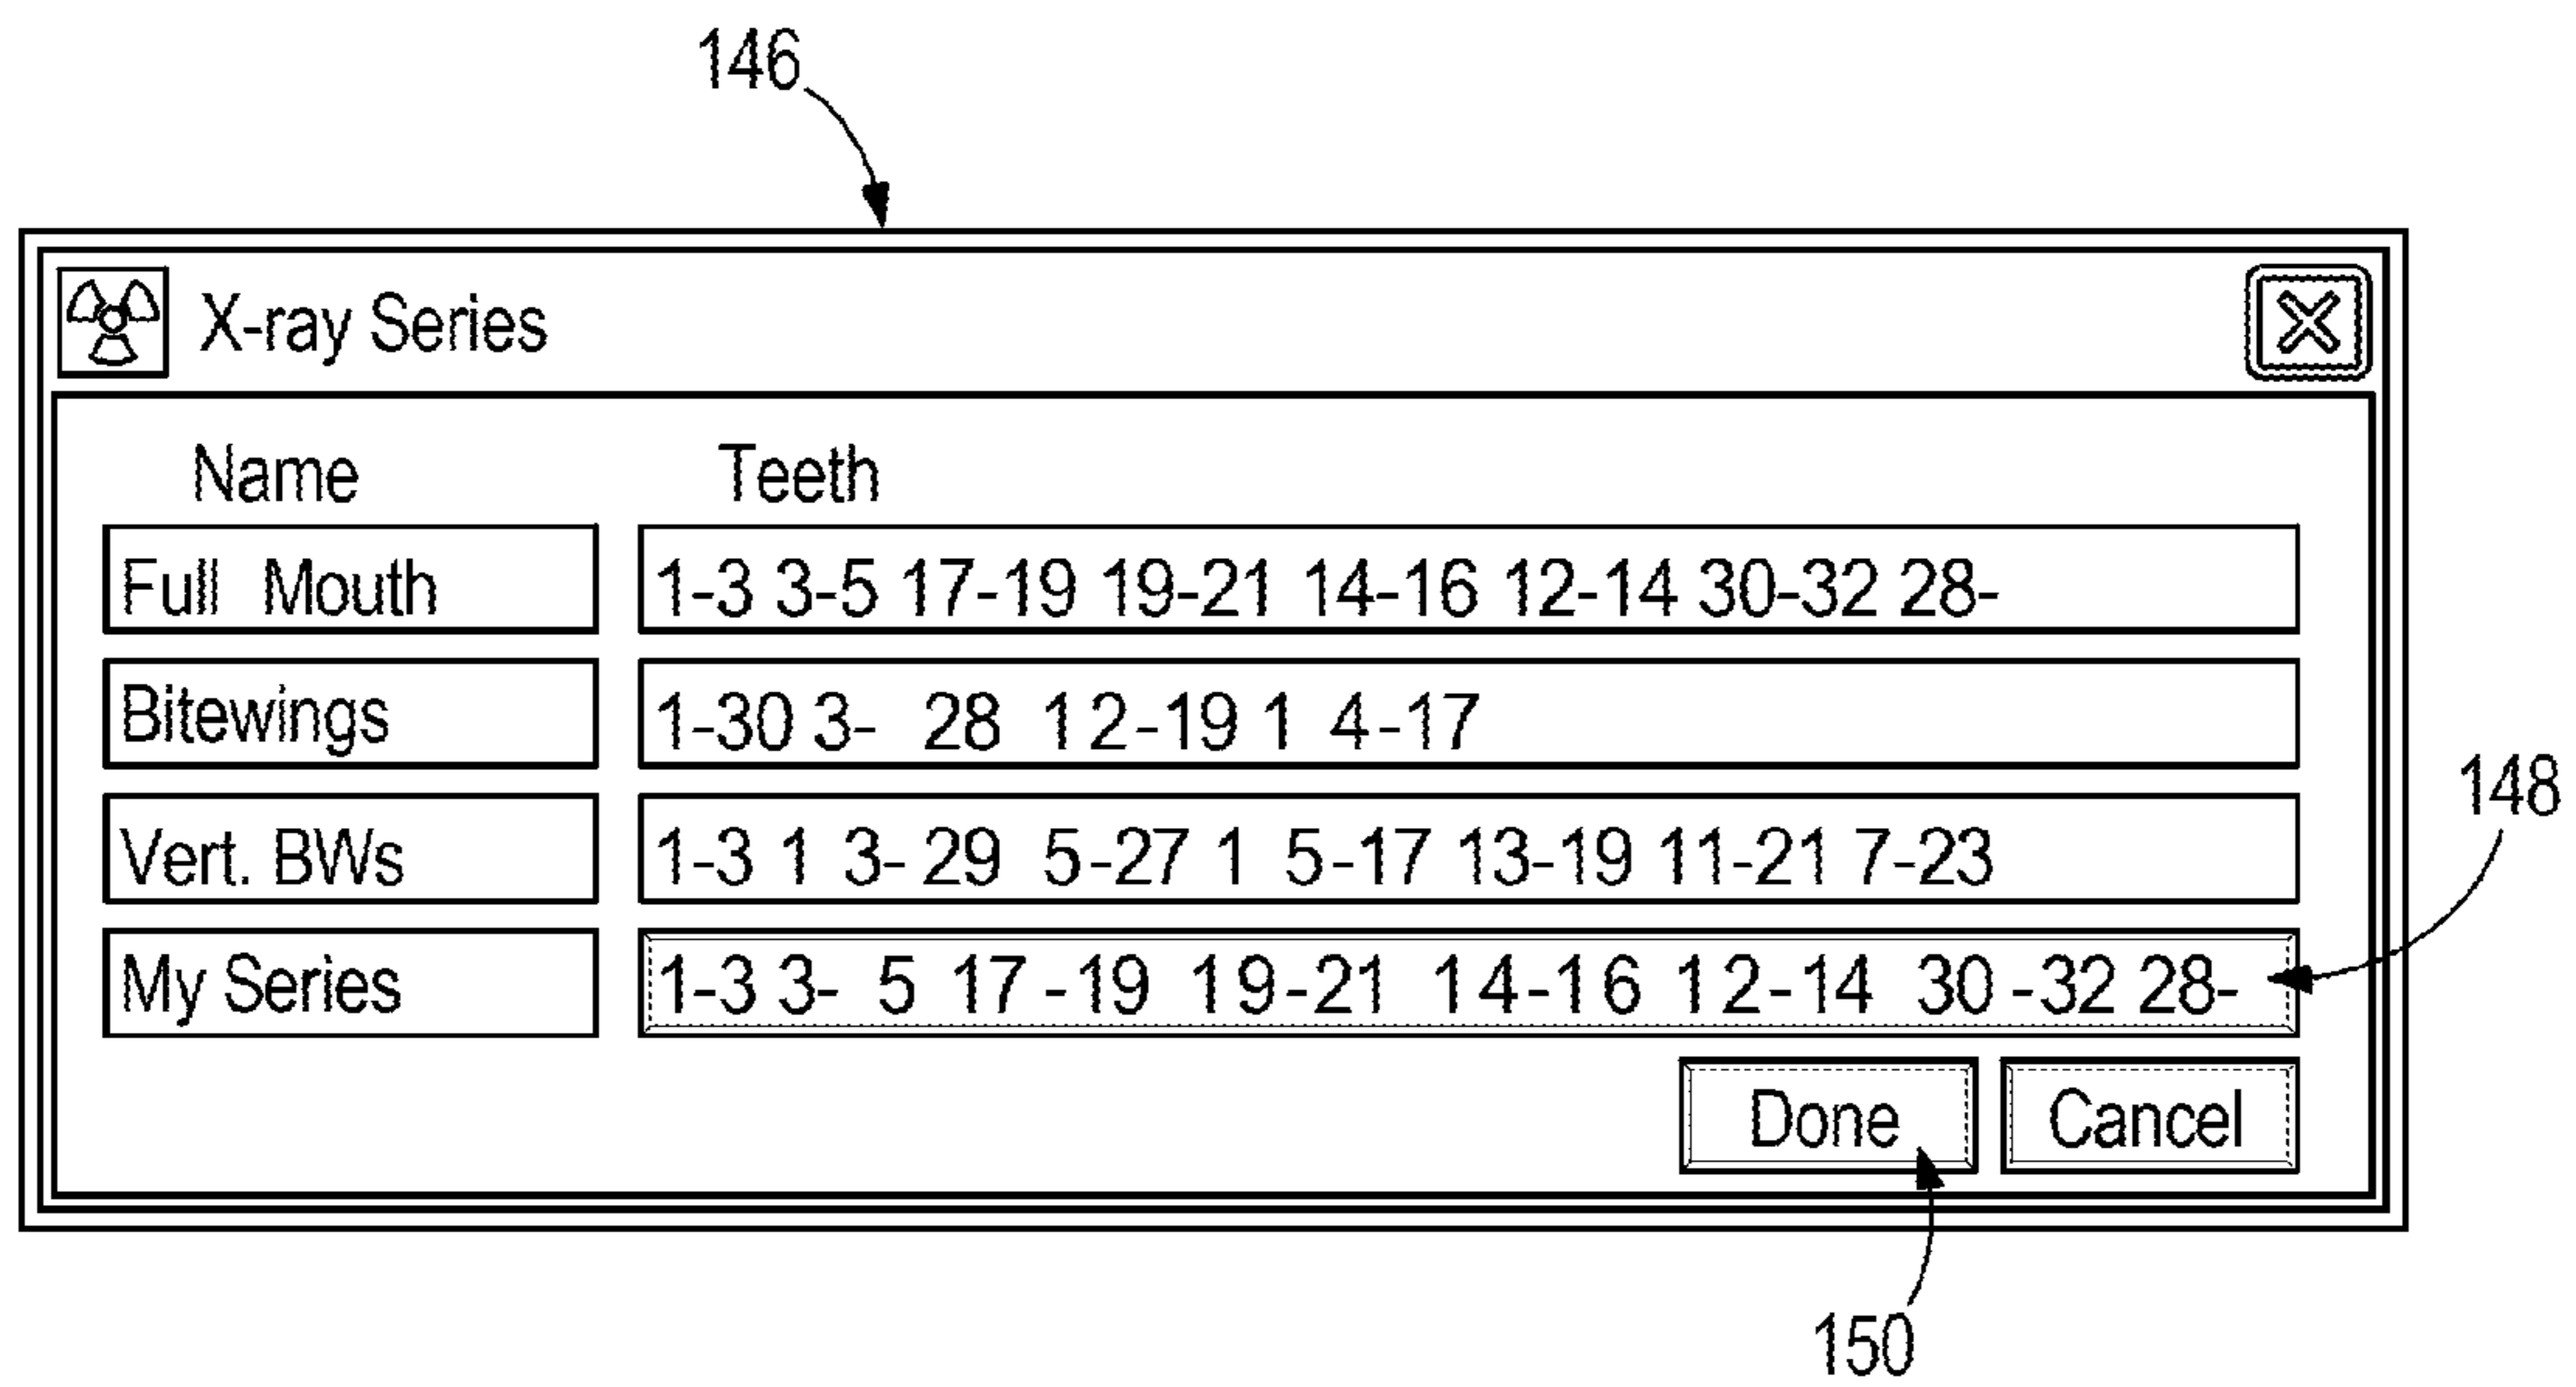 146
X-ray Series
Name Teeth
Full Mouth 1-3 3-5 17-19 19-21 14-16 12-14 30-32 28-
Bitewings 1-30 3- 28 1 2-19 1 4-17
148
Vert. BWs 1-3 1 3- 29 5-27 1 5-17 13-19 11-21 7-23
My Series 1-3 3- 5 17 -19 19-21 14-16 12-14 30 -32 28-
Done Cancel
150